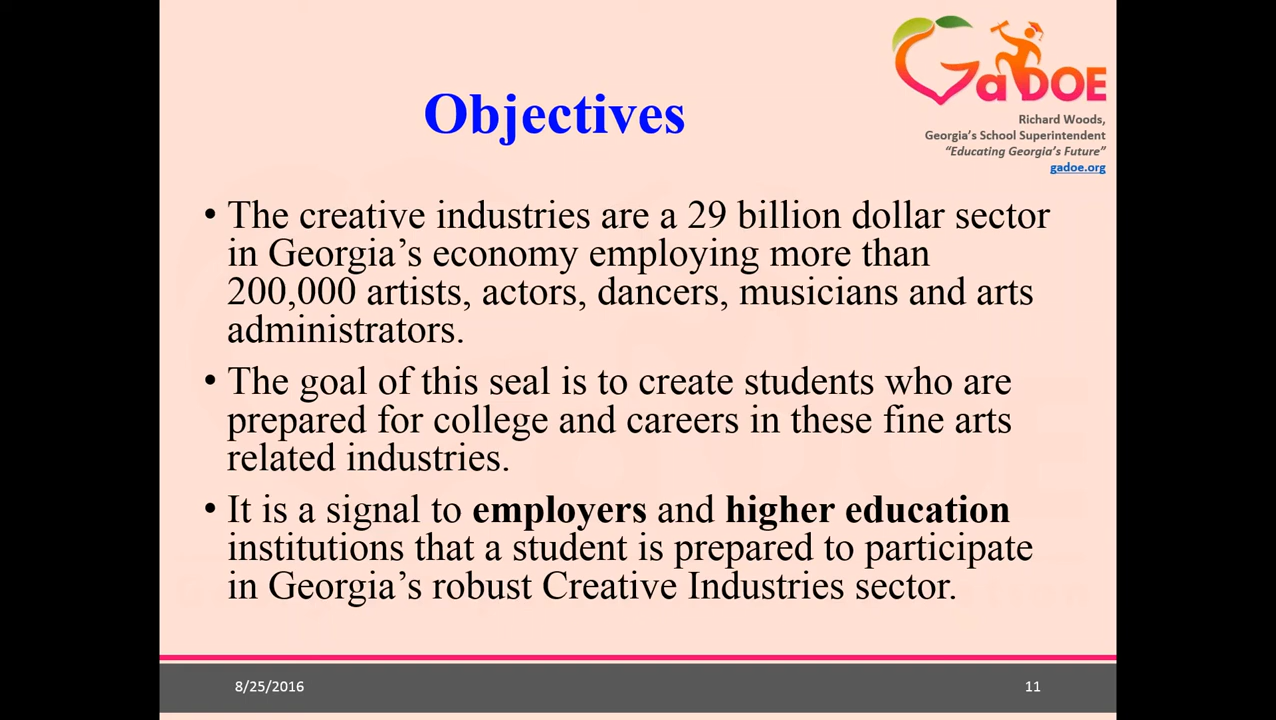 GaDOE
Richard Woods,
Georgia's School Superintendent
"Educating Georgia's Future"
gadoe.org
Objectives
• The creative industries are a 29 billion dollar sector
in Georgia's economy employing more than
200,000 artists, actors, dancers, musicians and arts
administrators.
• The goal of this seal is to create students who are
prepared for college and careers in these fine arts
related industries.
• It is a signal to employers and higher education
institutions that a student is prepared to participate
in Georgia's robust Creative Industries sector.
8/25/2016
11